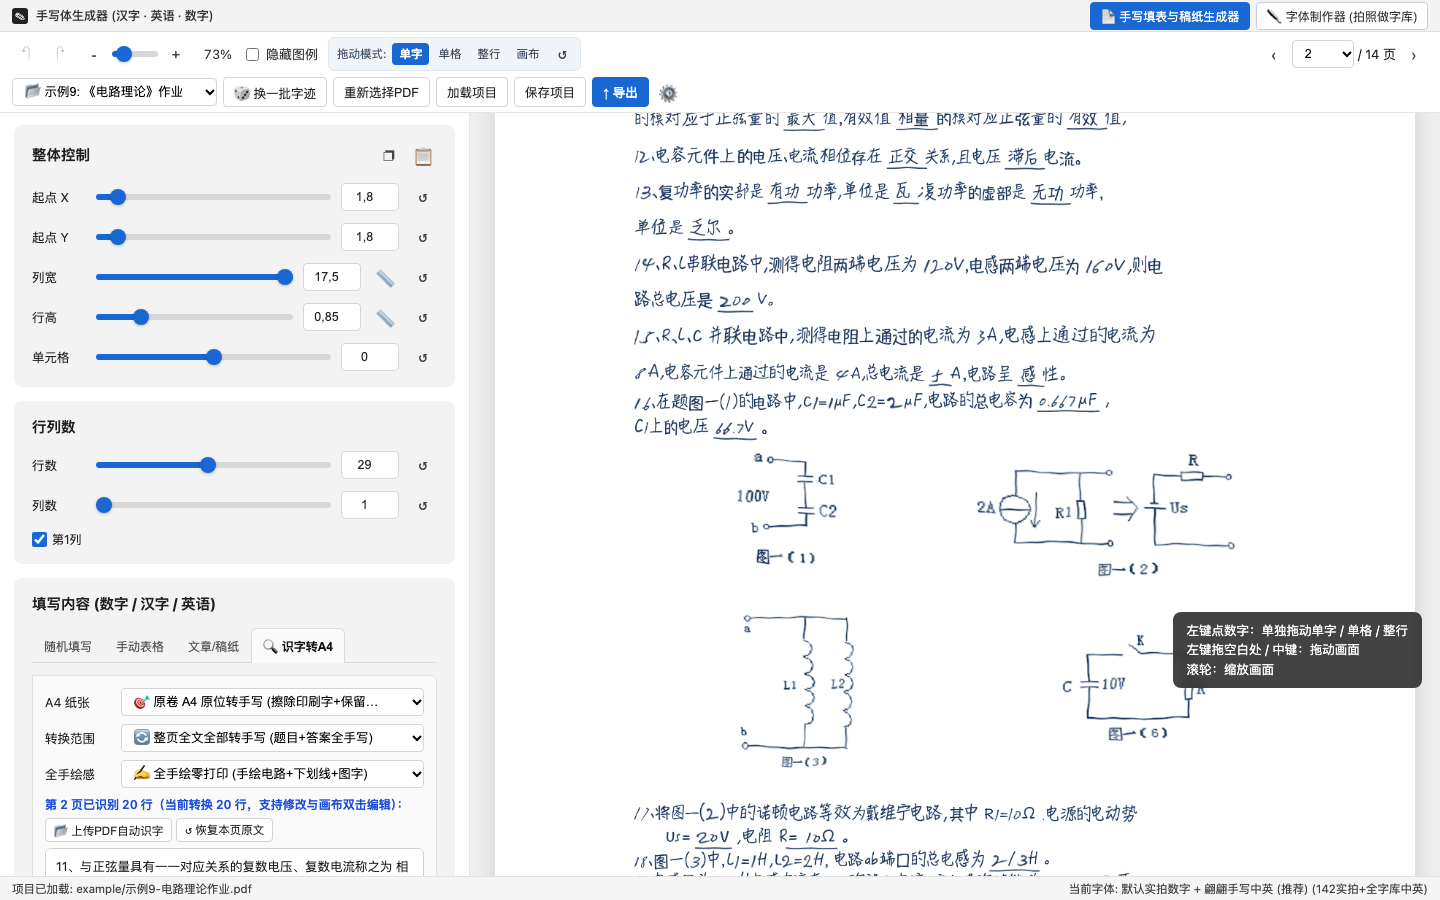 手写体生成器 (汉字 · 英语 · 数字)
手写填表与稿纸生成器
字体制作器 (拍照做字库)
- + 73% 隐藏图例
拖动模式: 单字 单格 整行 画布 ↺
‹ 2 / 14 页 ›
示例9: 《电路理论》作业
换一批字迹
重新选择PDF
加载项目
保存项目
↑ 导出
整体控制
起点 X 1,8 ↺
起点 Y 1,8 ↺
列宽 17,5 ↺
行高 0,85 ↺
单元格 0 ↺
行列数
行数 29 ↺
列数 1 ↺
第1列
填写内容 (数字 / 汉字 / 英语)
随机填写 手动表格 文章/稿纸 识字转A4
A4 纸张 原卷 A4 原位转手写 (擦除印刷字+保留...
转换范围 整页全文全部转手写 (题目+答案全手写)
全手绘感 全手绘零打印 (手绘电路+下划线+图字)
第 2 页已识别 20 行（当前转换 20 行，支持修改与画布双击编辑）：
上传PDF自动识字 ↺ 恢复本页原文
11、与正弦量具有一一对应关系的复数电压、复数电流称之为 相
的模对应于正弦量的 最大 值,有效值 相量 的模对应正弦量的 有效 值,
12、电容元件上的电压、电流相位存在 正交 关系,且电压 滞后 电流。
13、复功率的实部是 有功 功率,单位是 瓦 复功率的虚部是 无功 功率,
单位是 乏尔 。
14、R、L串联电路中,测得电阻两端电压为 120V,电感两端电压为 160V,则电
路总电压是 200 V。
15、R、L、C 并联电路中,测得电阻上通过的电流为 3A,电感上通过的电流为
8A,电容元件上通过的电流是 4A,总电流是 A,电路呈 感 性。
16、在题图一(1)的电路中,C1=1μF,C2=2μF,电路的总电容为 0.667μF ,
C1上的电压 66.7V 。
a
C1
100V
C2
b
图一(1)
R
2A R1 Us
图一(2)
a
L1 L2
b
图一(3)
K
C 10V
R
图一(6)
左键点数字：单独拖动单字 / 单格 / 整行
左键拖空白处 / 中键：拖动画面
滚轮：缩放画面
17、将图一(2)中的诺顿电路等效为戴维宁电路,其中 R1=10Ω .电源的电动势
Us= 20V ,电阻 R= 10Ω 。
18、图一(3)中,L1=1H,L2=2H, 电路ab端口的总电感为 2/3H 。
项目已加载: example/示例9-电路理论作业.pdf
当前字体: 默认实拍数字 + 翩翩手写中英 (推荐) (142实拍+全字库中英)